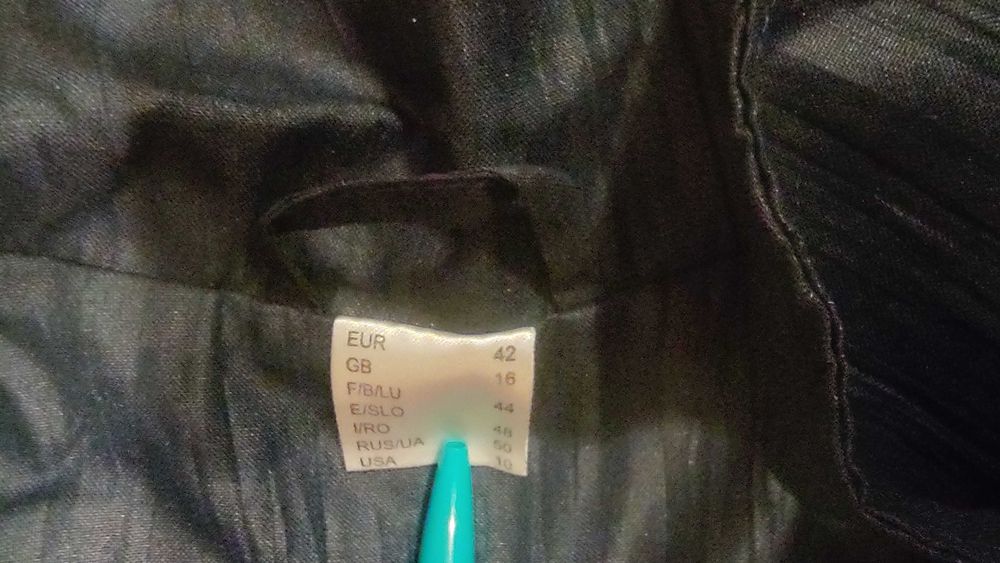 EUR 42
GB 16
F/B/LU
E/SLO 44
I/RO 48
RUS/UA 50
USA 10